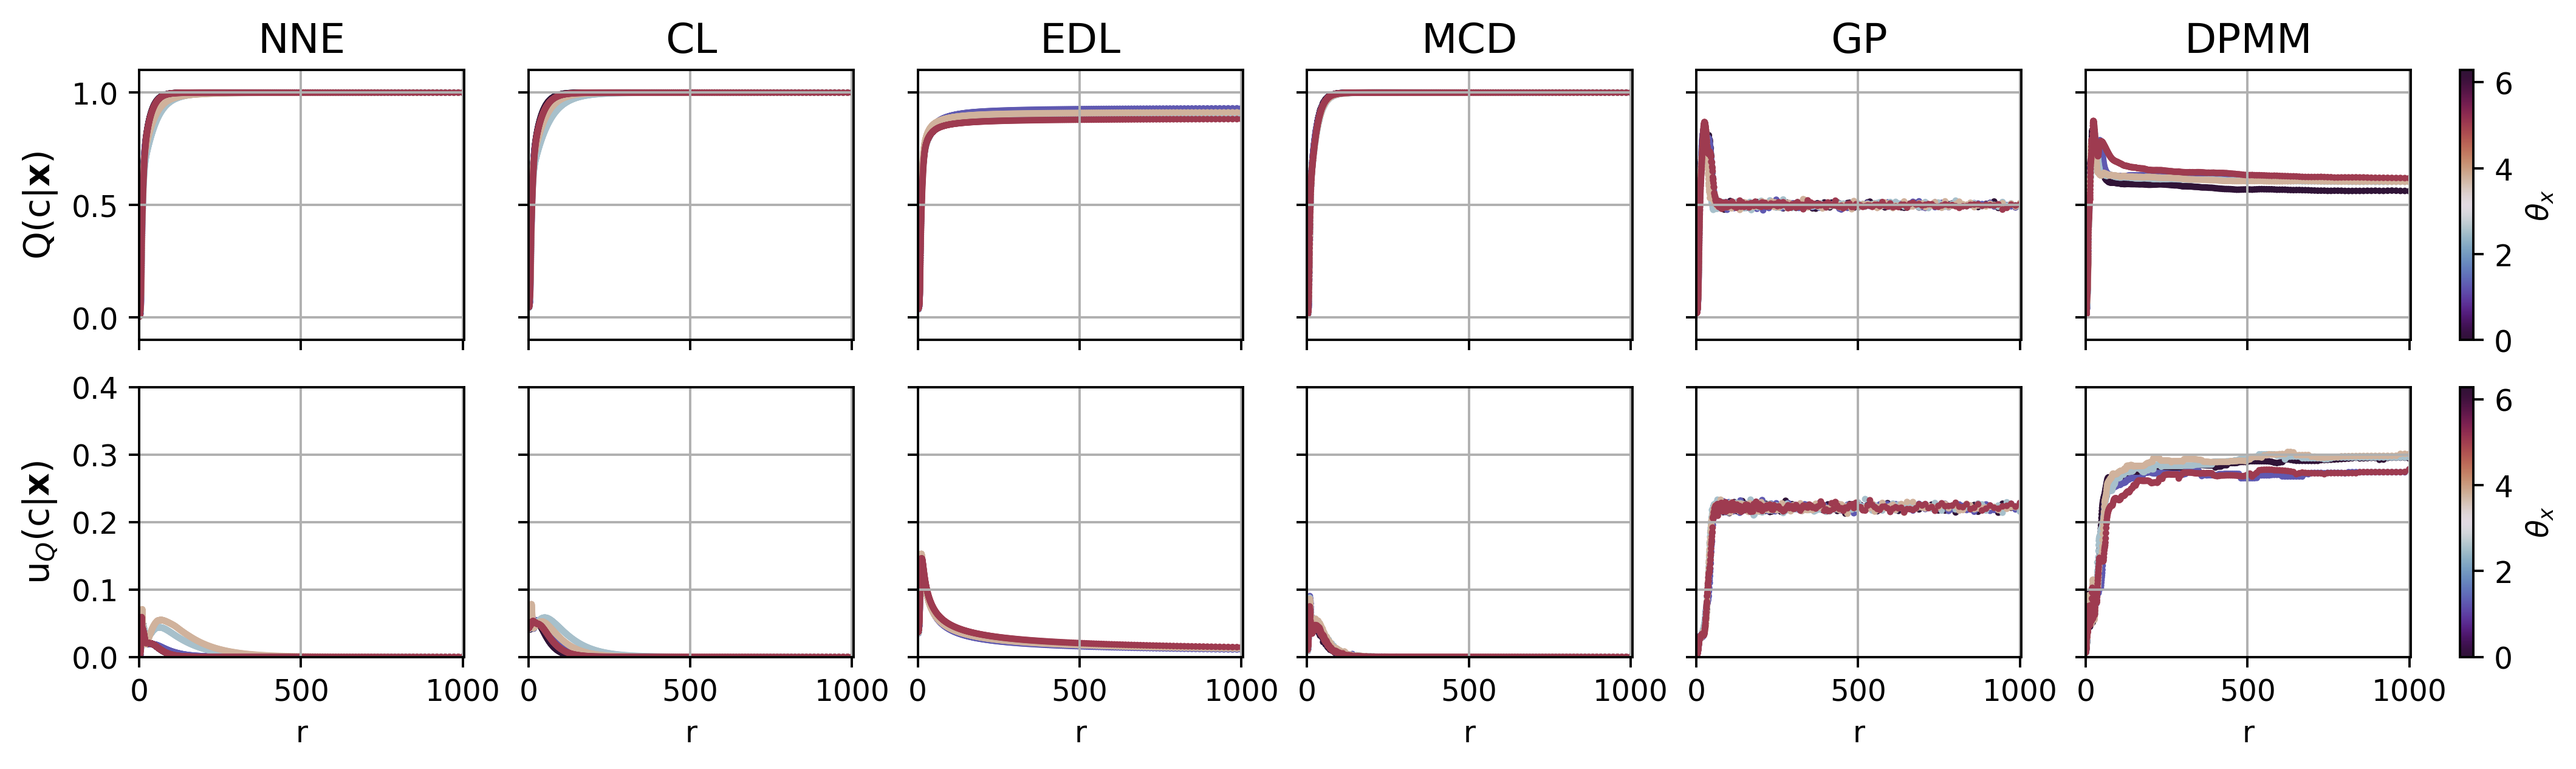 NNE CL EDL MCD GP DPMM
Q(c|x)
1.0
0.5
0.0
6
4
2
0
θx
uQ(c|x)
0.4
0.3
0.2
0.1
0.0
6
4
2
0
θx
0 500 1000 0 500 1000 0 500 1000 0 500 1000 0 500 1000 0 500 1000
r r r r r r